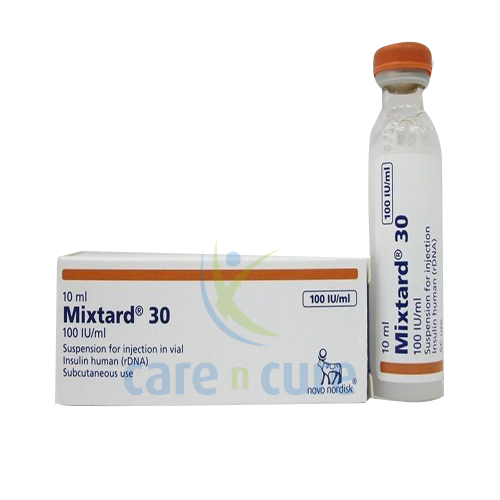 10 ml
Mixtard® 30
100 IU/ml
100 IU/ml
Suspension for injection in vial
Insulin human (rDNA)
Subcutaneous use
novo nordisk®
care n cure
100 IU/ml
10 ml
Mixtard® 30
Suspension for injection
Insulin human (rDNA)